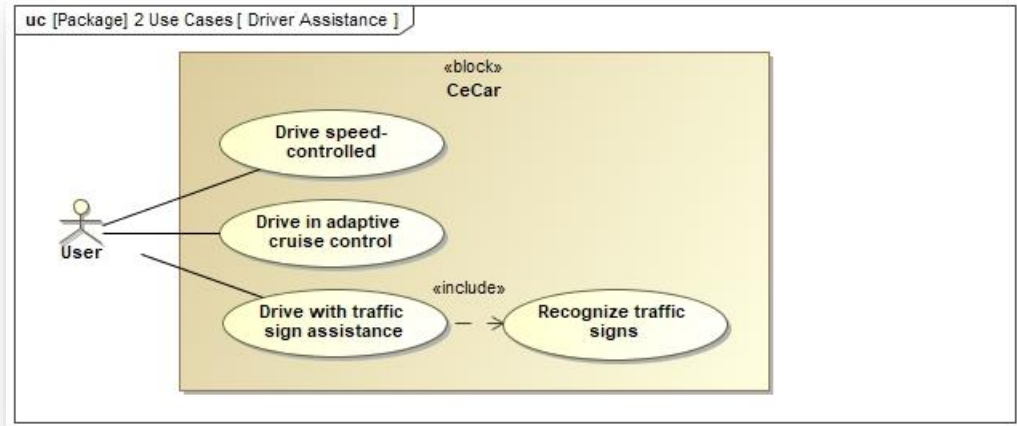 uc [Package] 2 Use Cases [ Driver Assistance ]
«block»
CeCar
Drive speed-
controlled
Drive in adaptive
cruise control
User
«include»
Drive with traffic
sign assistance
Recognize traffic
signs